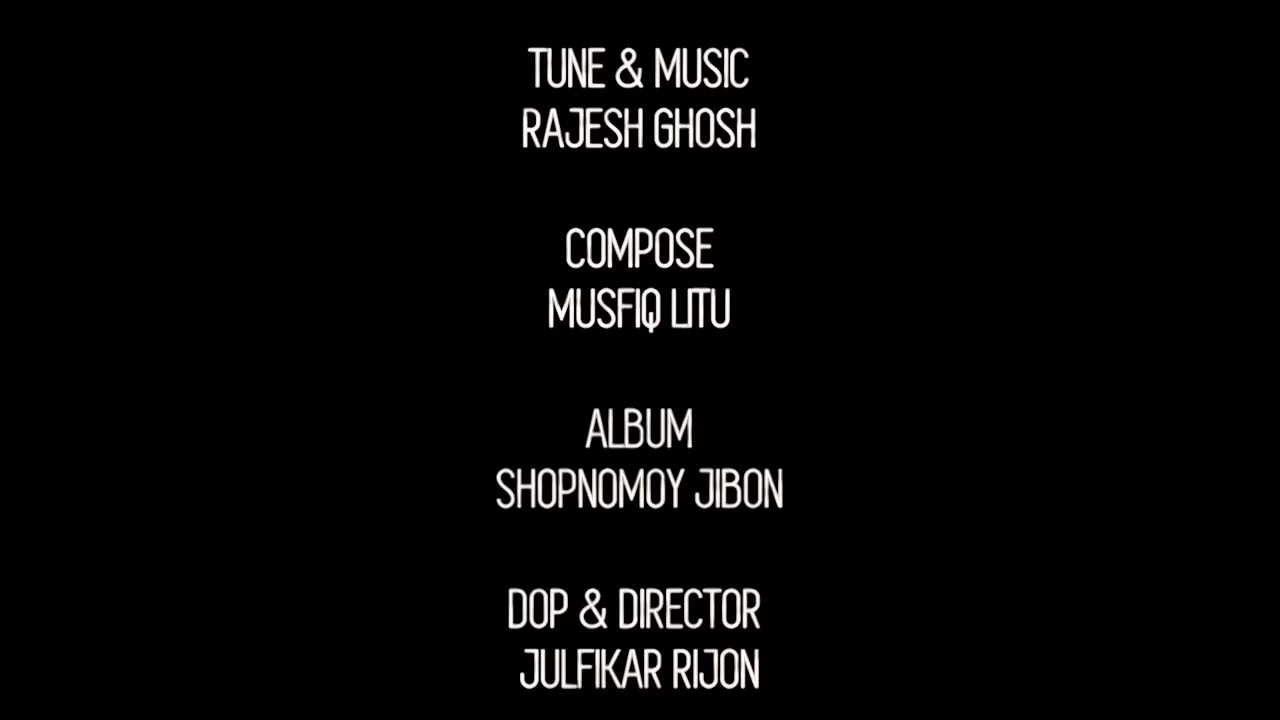 TUNE & MUSIC
RAJESH GHOSH
COMPOSE
MUSFIQ LITU
ALBUM
SHOPNOMOY JIBON
DOP & DIRECTOR
JULFIKAR RIJON